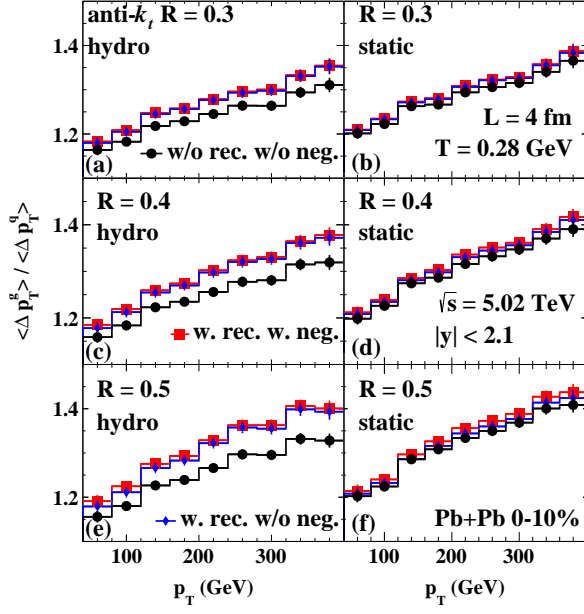 anti-k_t R = 0.3
hydro
1.4
1.2
(a)
w/o rec. w/o neg.
R = 0.3
static
L = 4 fm
T = 0.28 GeV
(b)
R = 0.4
hydro
1.4
1.2
(c)
w. rec. w. neg.
R = 0.4
static
√s = 5.02 TeV
|y| < 2.1
(d)
<Δ p_T^g> / <Δ p_T^q>
R = 0.5
hydro
1.4
1.2
(e)
w. rec. w/o neg.
R = 0.5
static
(f)
Pb+Pb 0-10%
100 200 300
100 200 300
p_T (GeV)
p_T (GeV)